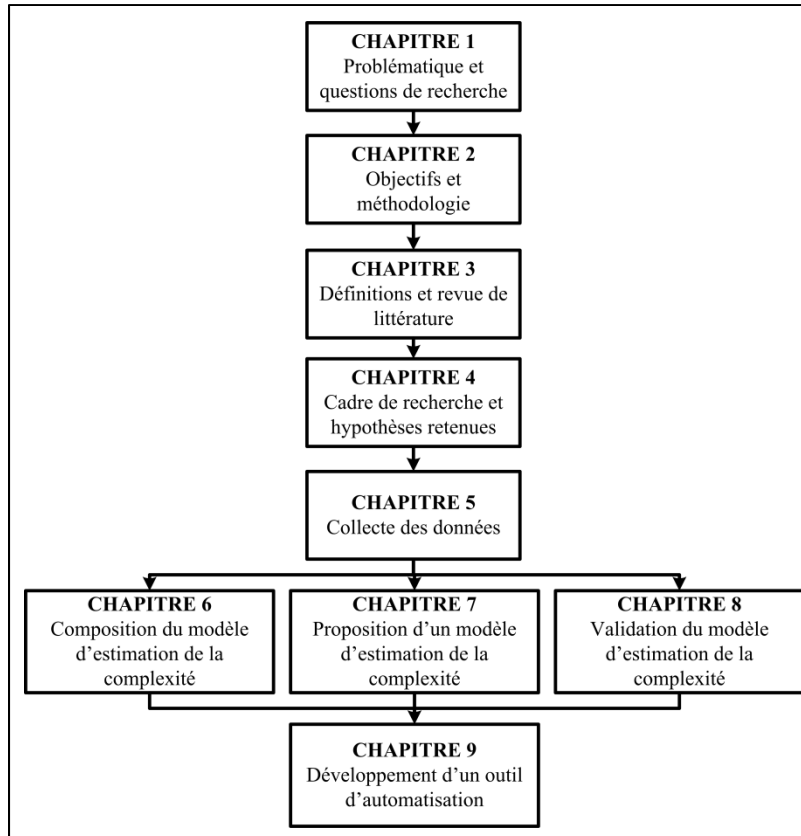 CHAPITRE 1
Problématique et
questions de recherche
CHAPITRE 2
Objectifs et
méthodologie
CHAPITRE 3
Définitions et revue de
littérature
CHAPITRE 4
Cadre de recherche et
hypothèses retenues
CHAPITRE 5
Collecte des données
CHAPITRE 6
Composition du modèle
d'estimation de la
complexité
CHAPITRE 7
Proposition d'un modèle
d'estimation de la
complexité
CHAPITRE 8
Validation du modèle
d'estimation de la
complexité
CHAPITRE 9
Développement d'un outil
d'automatisation